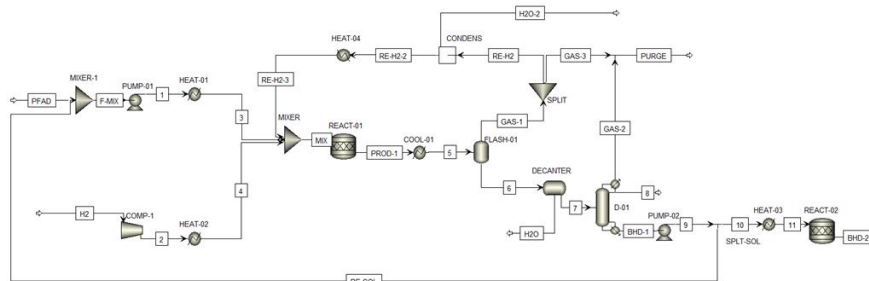 H2O-2
HEAT-04
CONDENS
RE-H2-2
RE-H2
GAS-3
PURGE
MIXER-1
HEAT-01
PUMP-01
RE-H2-3
SPLIT
PFAD
F-MIX
1
MIXER
REACT-01
GAS-1
GAS-2
3
MIX
COOL-01
FLASH-01
PROD-1
5
DECANTER
4
6
8
H2
COMP-1
HEAT-02
7
D-01
PUMP-02
HEAT-03
REACT-02
2
H2O
BHD-1
9
10
11
SPLT-SOL
BHD-2
RE-SOL